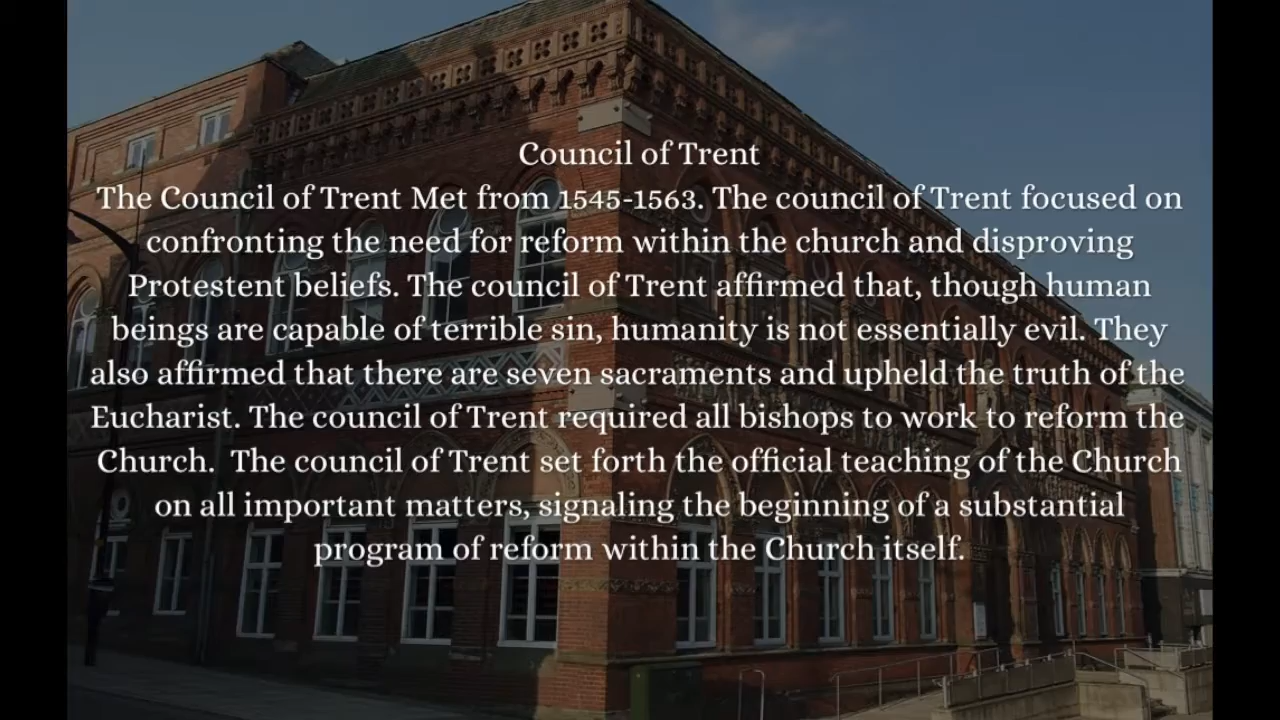 Council of Trent
The Council of Trent Met from 1545-1563. The council of Trent focused on
confronting the need for reform within the church and disproving
Protestent beliefs. The council of Trent affirmed that, though human
beings are capable of terrible sin, humanity is not essentially evil. They
also affirmed that there are seven sacraments and upheld the truth of the
Eucharist. The council of Trent required all bishops to work to reform the
Church.  The council of Trent set forth the official teaching of the Church
on all important matters, signaling the beginning of a substantial
program of reform within the Church itself.